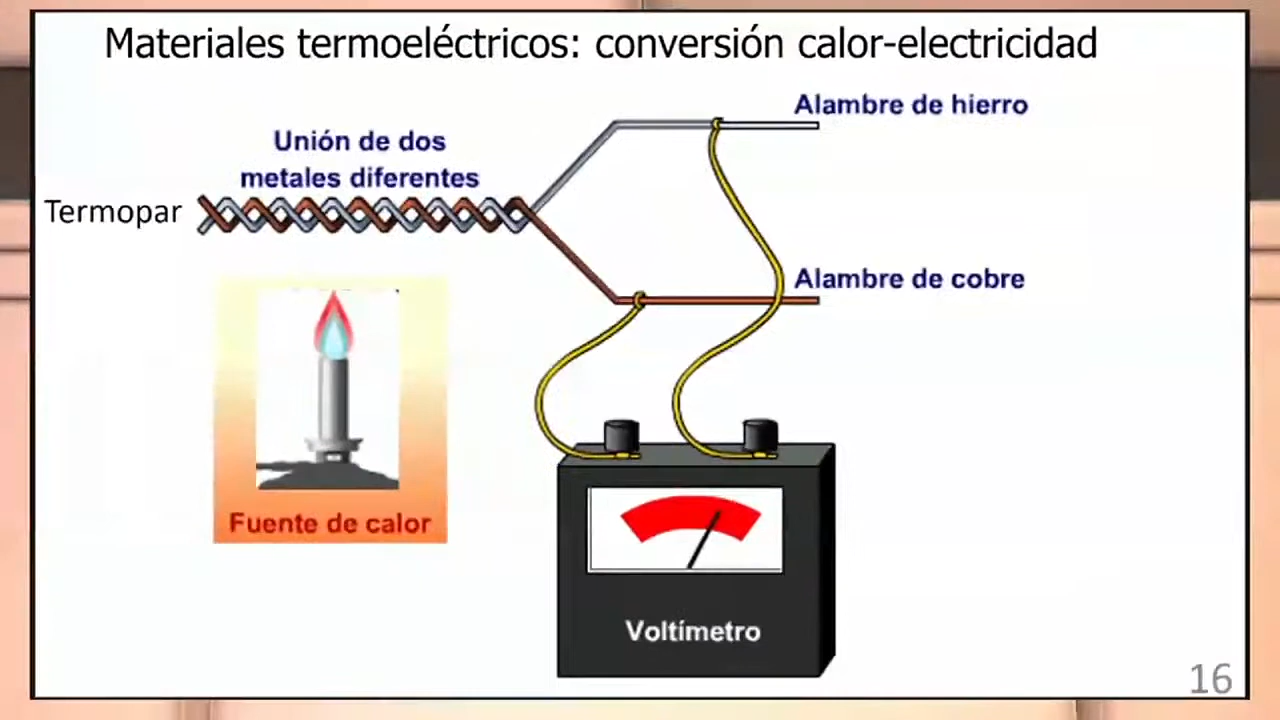 Materiales termoeléctricos: conversión calor-electricidad
Alambre de hierro
Unión de dos
metales diferentes
Termopar
Alambre de cobre
Fuente de calor
Voltímetro
16